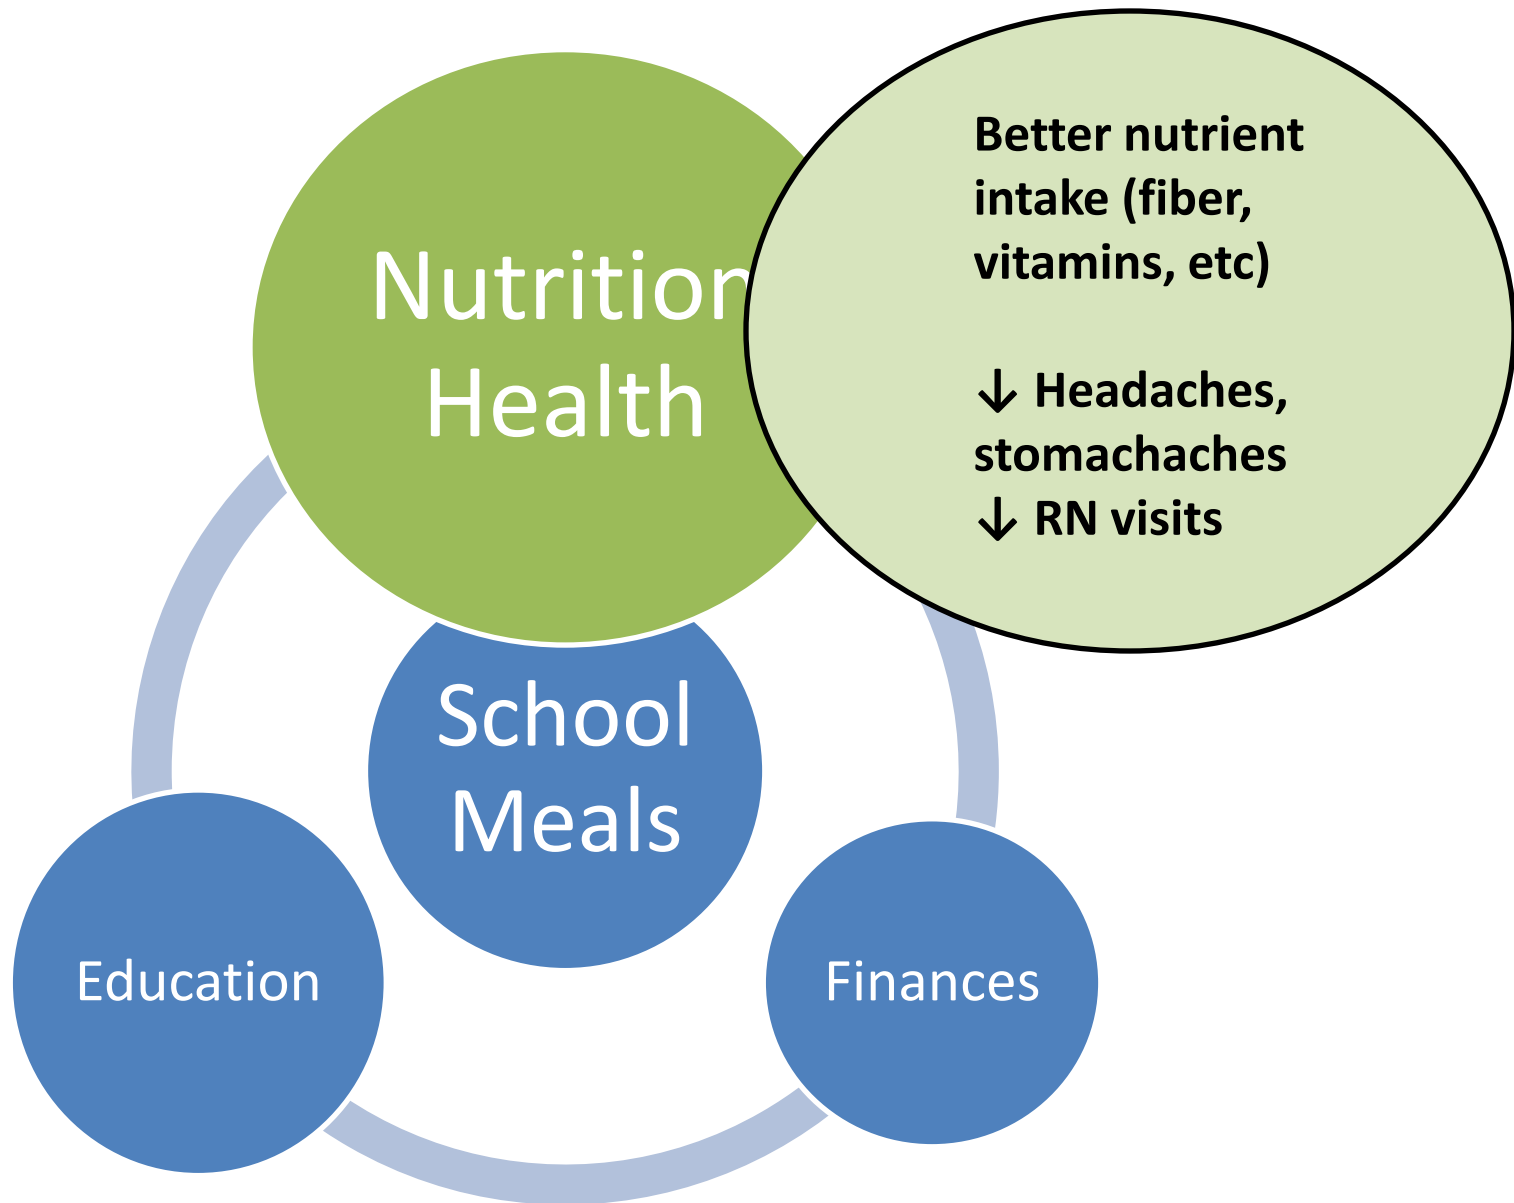 Nutrition
Health
Better nutrient
intake (fiber,
vitamins, etc)
↓ Headaches,
stomachaches
↓ RN visits
School
Meals
Education
Finances